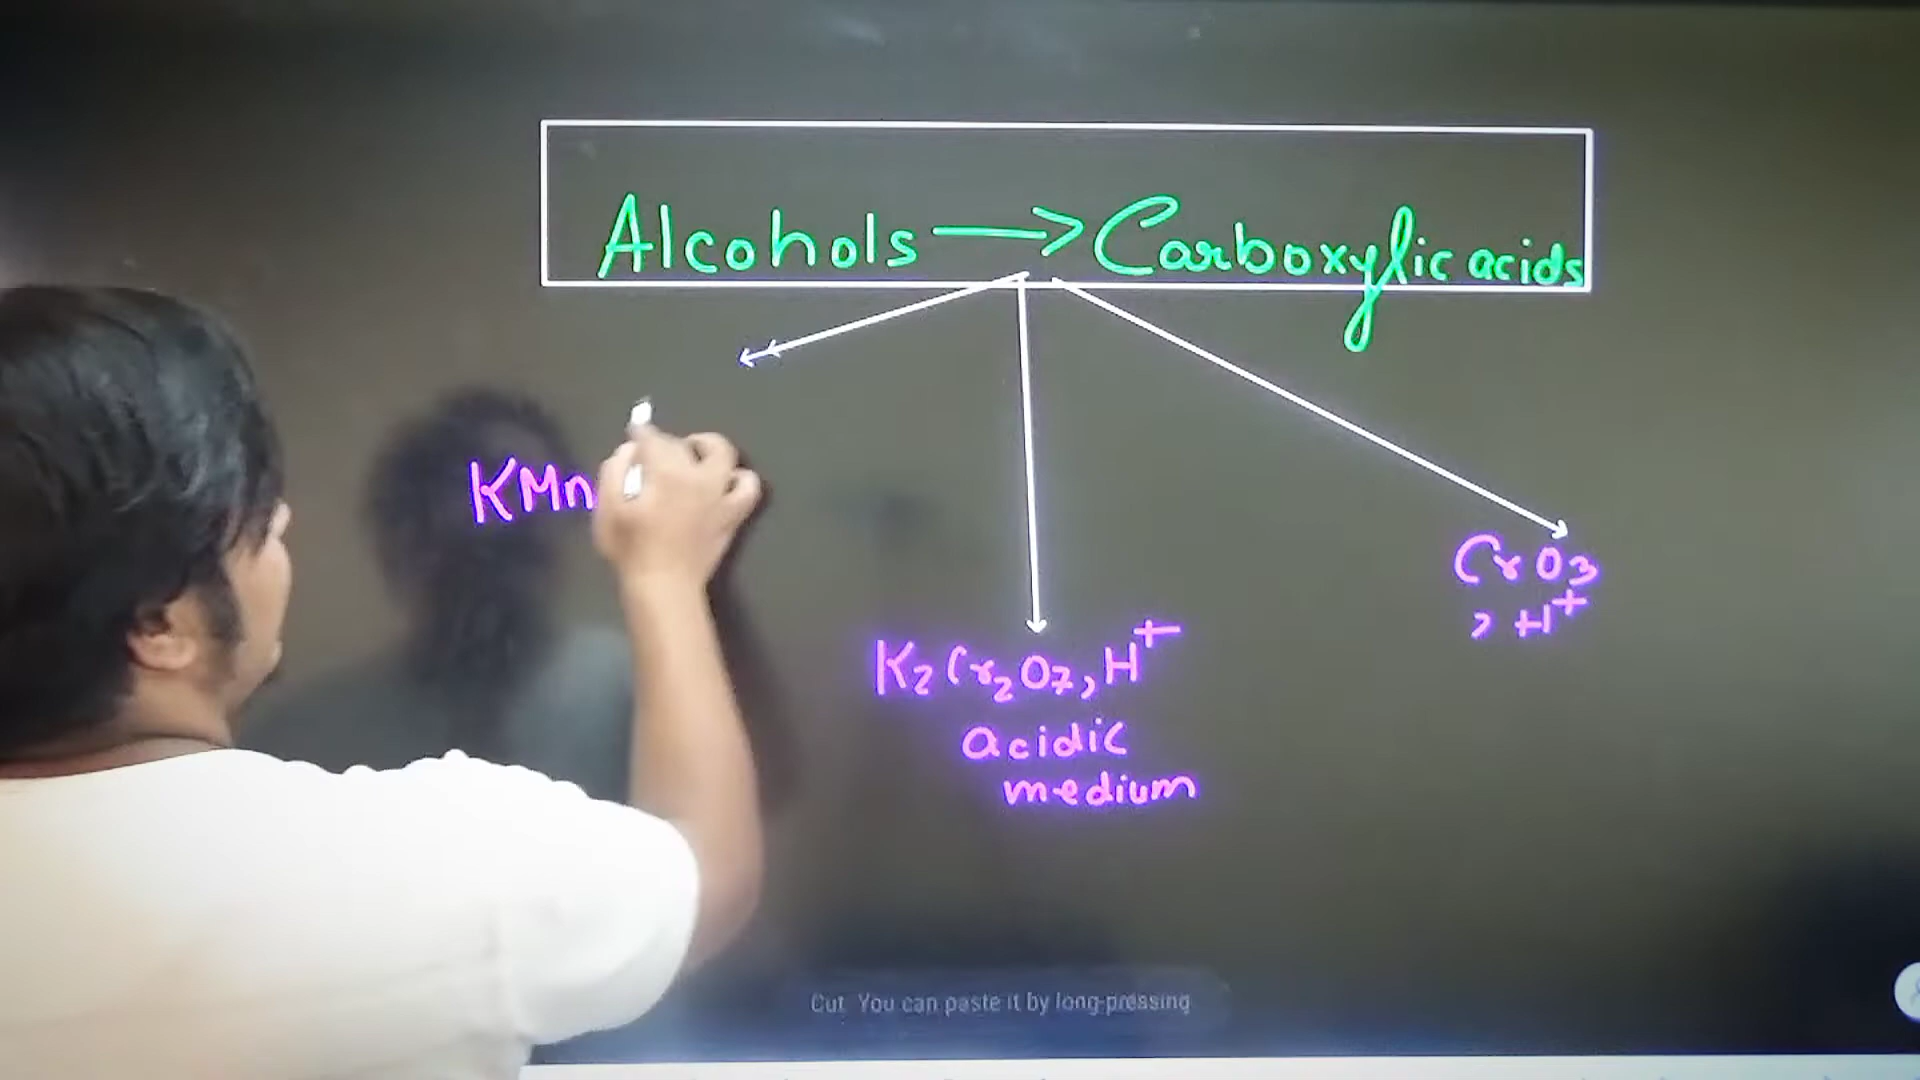 Alcohols → Carboxylic acids
KMn
CrO3
, H+
K2Cr2O7, H+
acidic
medium
Cut. You can paste it by long-pressing